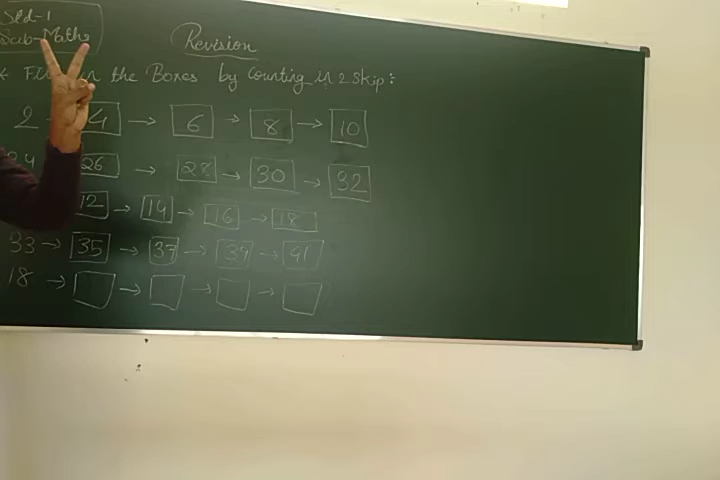 Std-1
Sub-Maths
Revision
in the Boxes by Counting in 2 skip:
2 4 → 6 → 8 → 10
26 → 28 → 30 → 32
12 → 14 → 16 → 18
33 → 35 → 37 → 39 → 41
18 → → → →